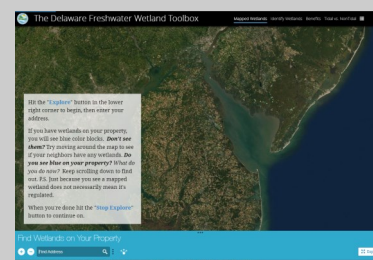 The Delaware Freshwater Wetland Toolbox
Mapped Wetlands Identify Wetlands Benefits Tidal vs. NonTidal
Hit the "Explore" button in the lower
right corner to begin, then enter your
address.
If you have wetlands on your property,
you will see blue color blocks. Don't see
them? Try moving around the map to see
if your neighbors have any wetlands. Do
you see blue on your property? What do
you do now? Keep scrolling down to find
out. P.S. Just because you see a mapped
wetland does not necessarily mean it's
regulated.
When you're done hit the "Stop Explore"
button to continue on.
Find Wetlands on Your Property
Find Address